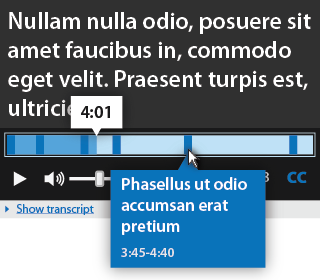 Nullam nulla odio, posuere sit
amet faucibus in, commodo
eget velit. Praesent turpis est,
4:01
Phasellus ut odio
accumsan erat
pretium
3:45-4:40
CC
Show transcript